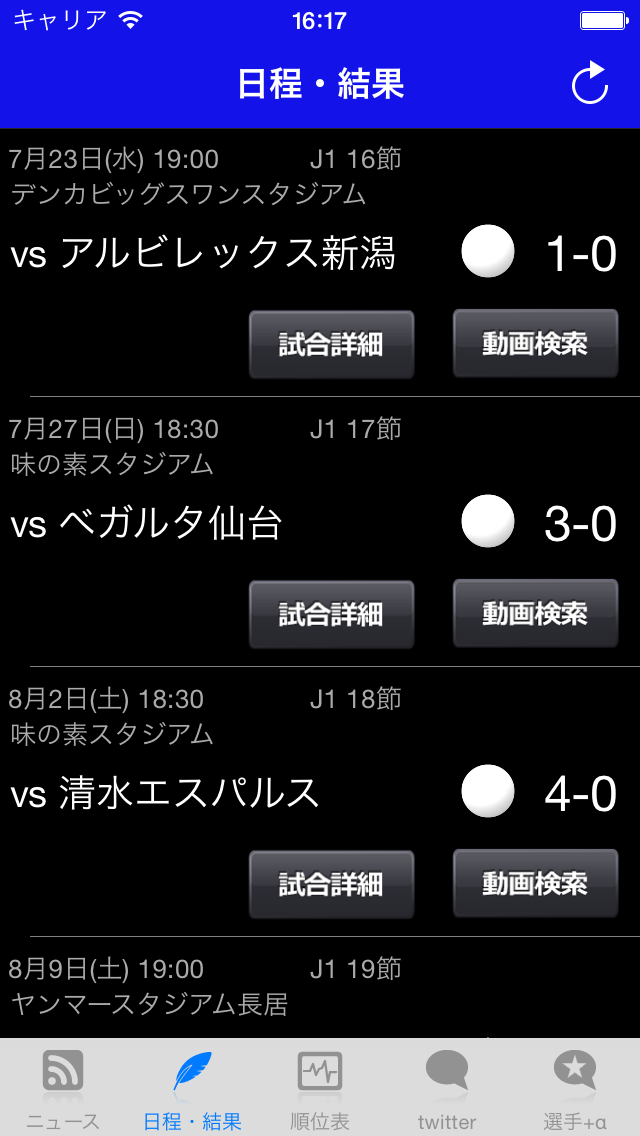 キャリア 16:17
日程・結果
7月23日(水) 19:00 J1 16節
デンカビッグスワンスタジアム
vs アルビレックス新潟 1-0
試合詳細 動画検索
7月27日(日) 18:30 J1 17節
味の素スタジアム
vs ベガルタ仙台 3-0
試合詳細 動画検索
8月2日(土) 18:30 J1 18節
味の素スタジアム
vs 清水エスパルス 4-0
試合詳細 動画検索
8月9日(土) 19:00 J1 19節
ヤンマースタジアム長居
ニュース 日程・結果 順位表 twitter 選手+α